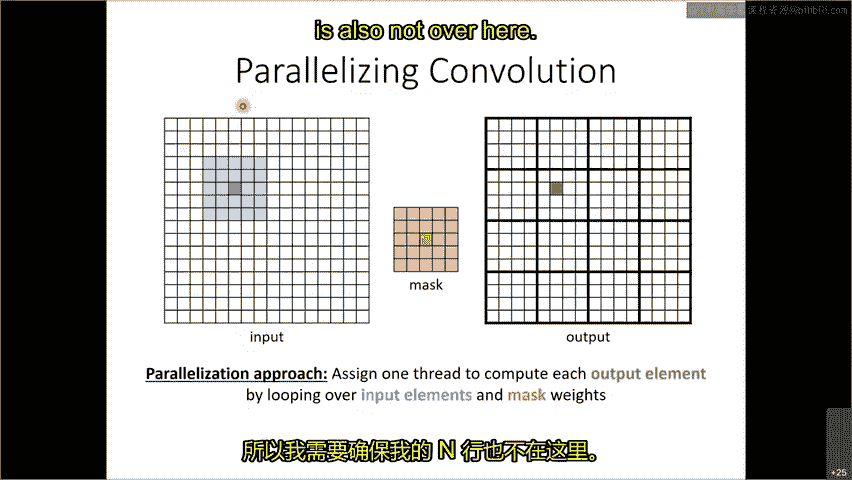 is also not over here.
Parallelizing Convolution
mask
input
output
Parallelization approach: Assign one thread to compute each output element
by looping over input elements and mask weights
所以我需要确保我的 N 行也不在这里。
+25